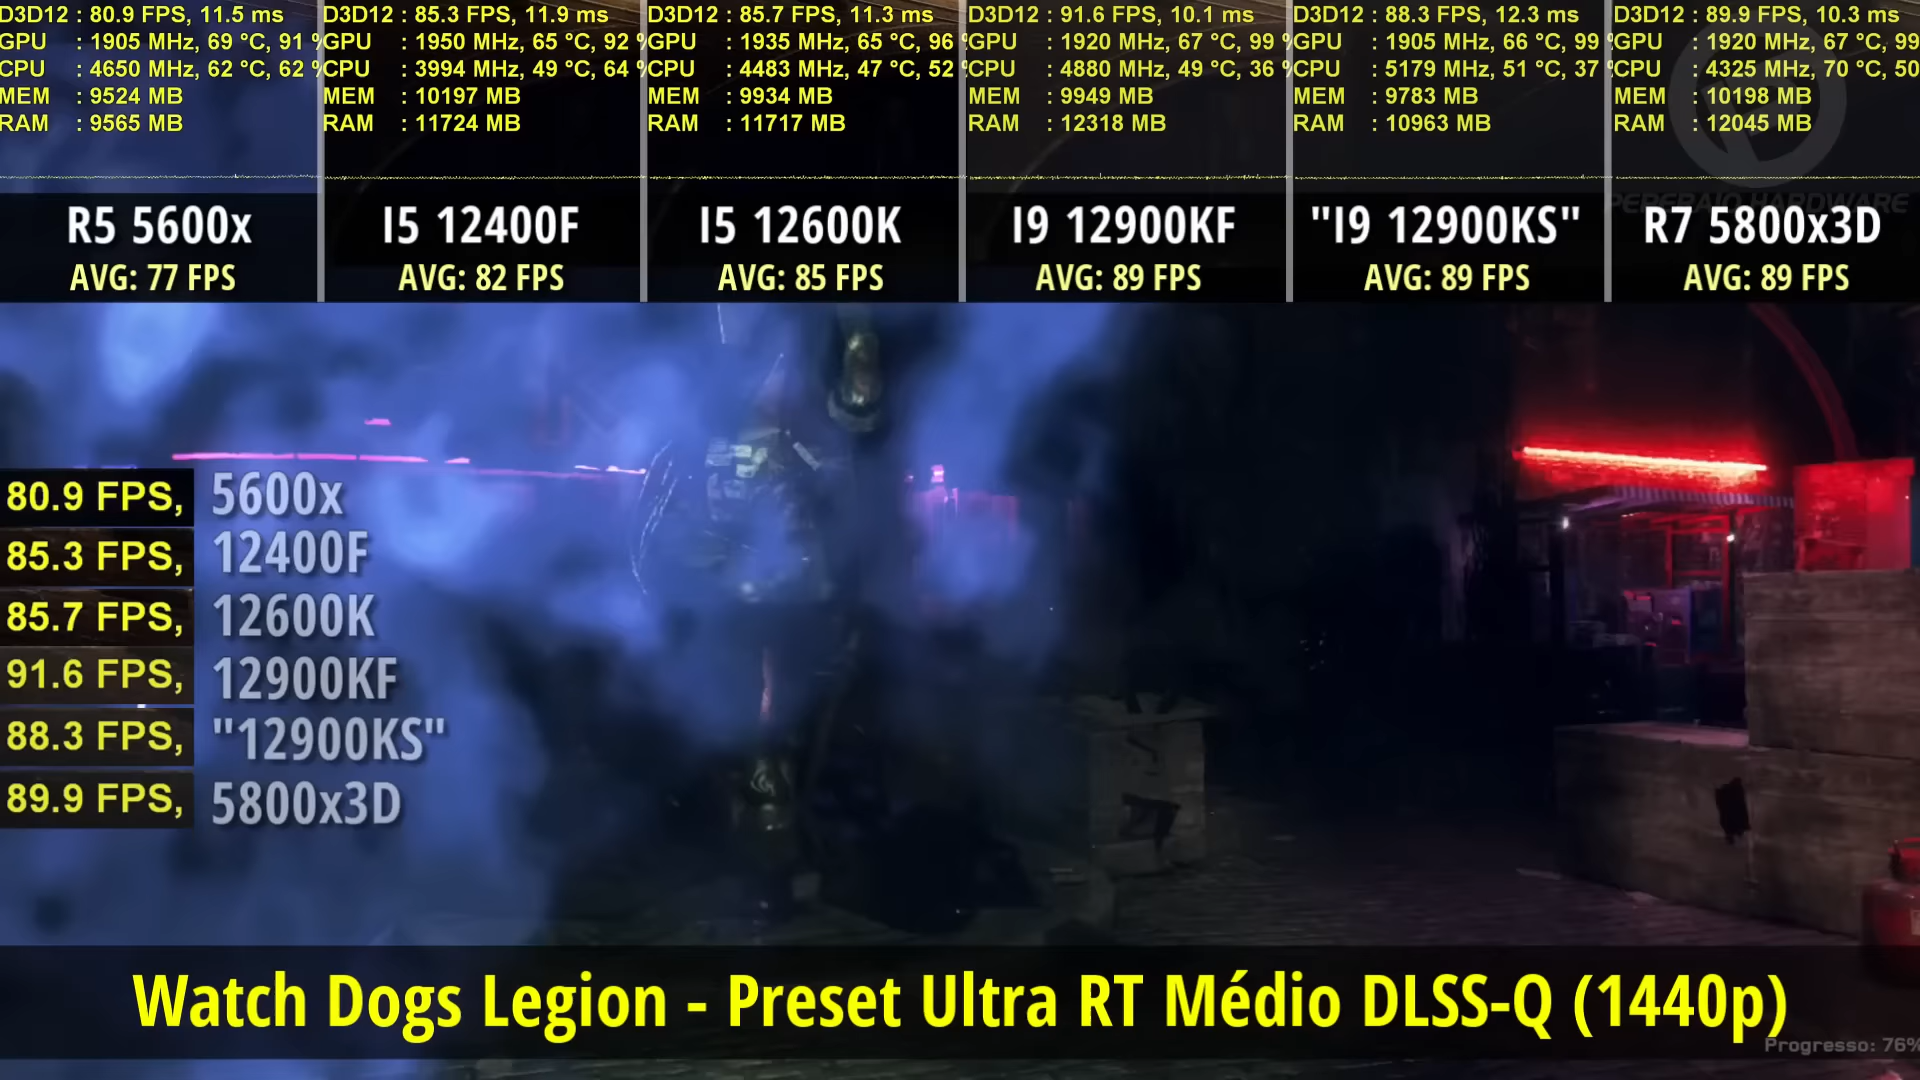 D3D12 : 80.9 FPS, 11.5 ms
GPU : 1905 MHz, 69 °C, 91 %
CPU : 4650 MHz, 62 °C, 62 %
MEM : 9524 MB
RAM : 9565 MB
R5 5600x
AVG: 77 FPS
D3D12 : 85.3 FPS, 11.9 ms
GPU : 1950 MHz, 65 °C, 92 %
CPU : 3994 MHz, 49 °C, 64 %
MEM : 10197 MB
RAM : 11724 MB
I5 12400F
AVG: 82 FPS
D3D12 : 85.7 FPS, 11.3 ms
GPU : 1935 MHz, 65 °C, 96
CPU : 4483 MHz, 47 °C, 52
MEM : 9934 MB
RAM : 11717 MB
I5 12600K
AVG: 85 FPS
D3D12 : 91.6 FPS, 10.1 ms
GPU : 1920 MHz, 67 °C, 99 %
CPU : 4880 MHz, 49 °C, 36 %
MEM : 9949 MB
RAM : 12318 MB
I9 12900KF
AVG: 89 FPS
D3D12 : 88.3 FPS, 12.3 ms
GPU : 1905 MHz, 66 °C, 99
CPU : 5179 MHz, 51 °C, 37
MEM : 9783 MB
RAM : 10963 MB
"I9 12900KS"
AVG: 89 FPS
D3D12 : 89.9 FPS, 10.3 ms
GPU : 1920 MHz, 67 °C, 99
CPU : 4325 MHz, 70 °C, 50
MEM : 10198 MB
RAM : 12045 MB
PEPERAIO HARDWARE
R7 5800x3D
AVG: 89 FPS
80.9 FPS, 5600x
85.3 FPS, 12400F
85.7 FPS, 12600K
91.6 FPS, 12900KF
88.3 FPS, "12900KS"
89.9 FPS, 5800x3D
Watch Dogs Legion - Preset Ultra RT Médio DLSS-Q (1440p)
Progresso: 76%